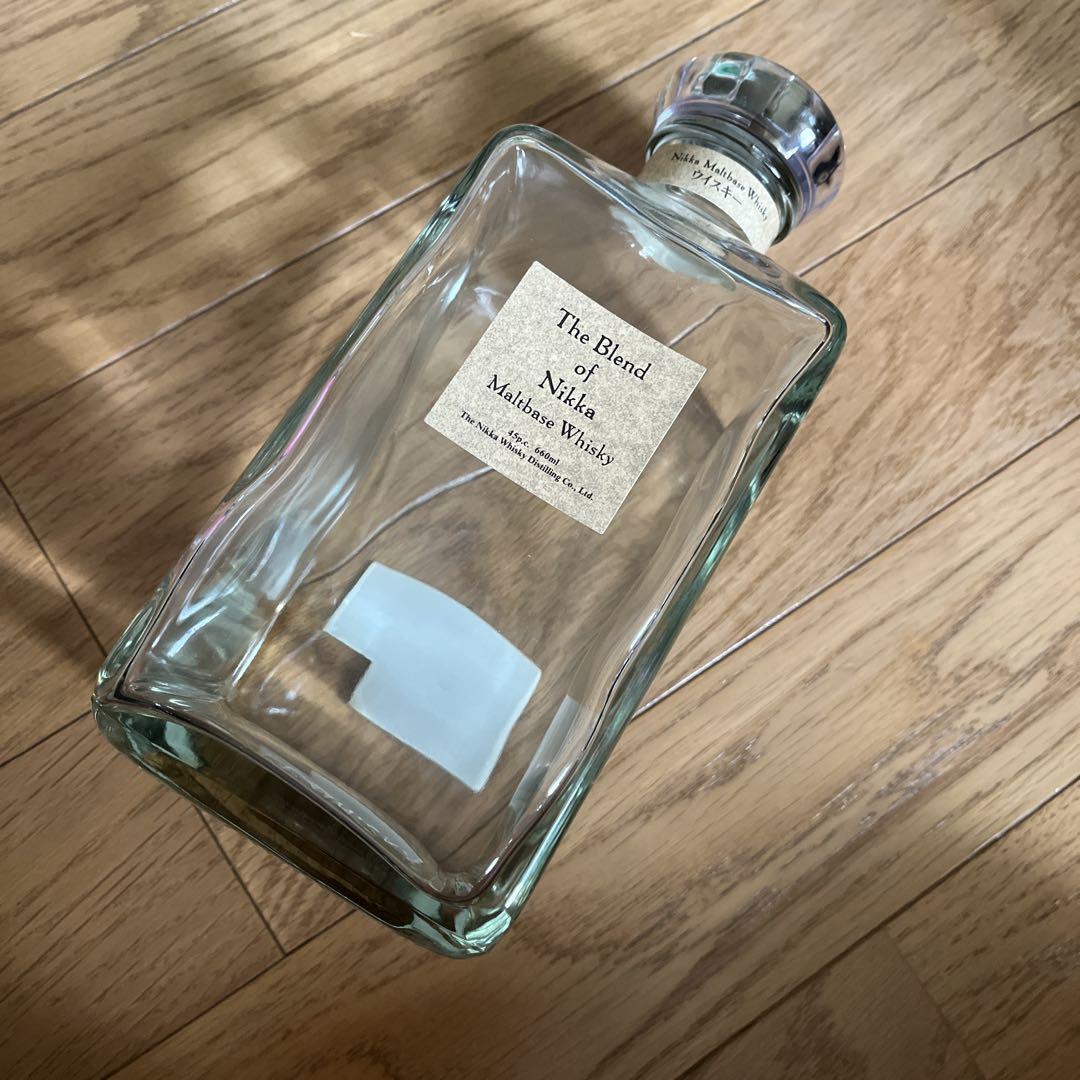 Nikka Maltbase Whisky
ウイスキー
The Blend
of
Nikka
Maltbase Whisky
45p.c. 660ml
The Nikka Whisky Distilling Co., Ltd.